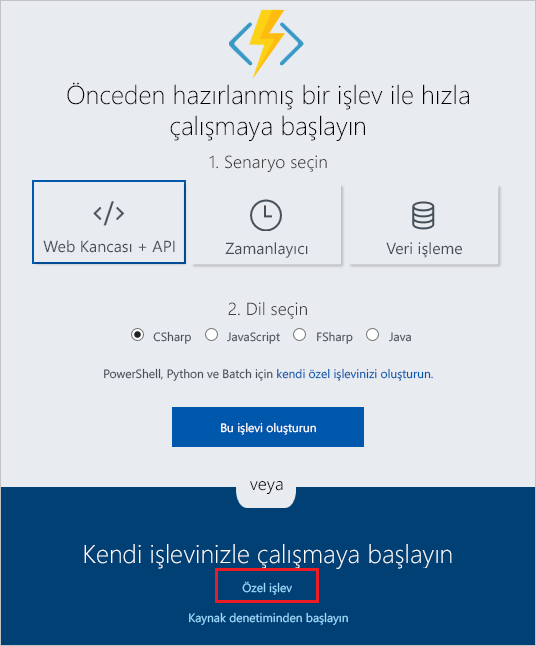 Önceden hazırlanmış bir işlev ile hızla
çalışmaya başlayın
1. Senaryo seçin
Web Kancası + API
Zamanlayıcı
Veri işleme
2. Dil seçin
CSharp JavaScript FSharp Java
PowerShell, Python ve Batch için kendi özel işlevinizi oluşturun.
Bu işlevi oluşturun
veya
Kendi işlevinizle çalışmaya başlayın
Özel işlev
Kaynak denetiminden başlayın